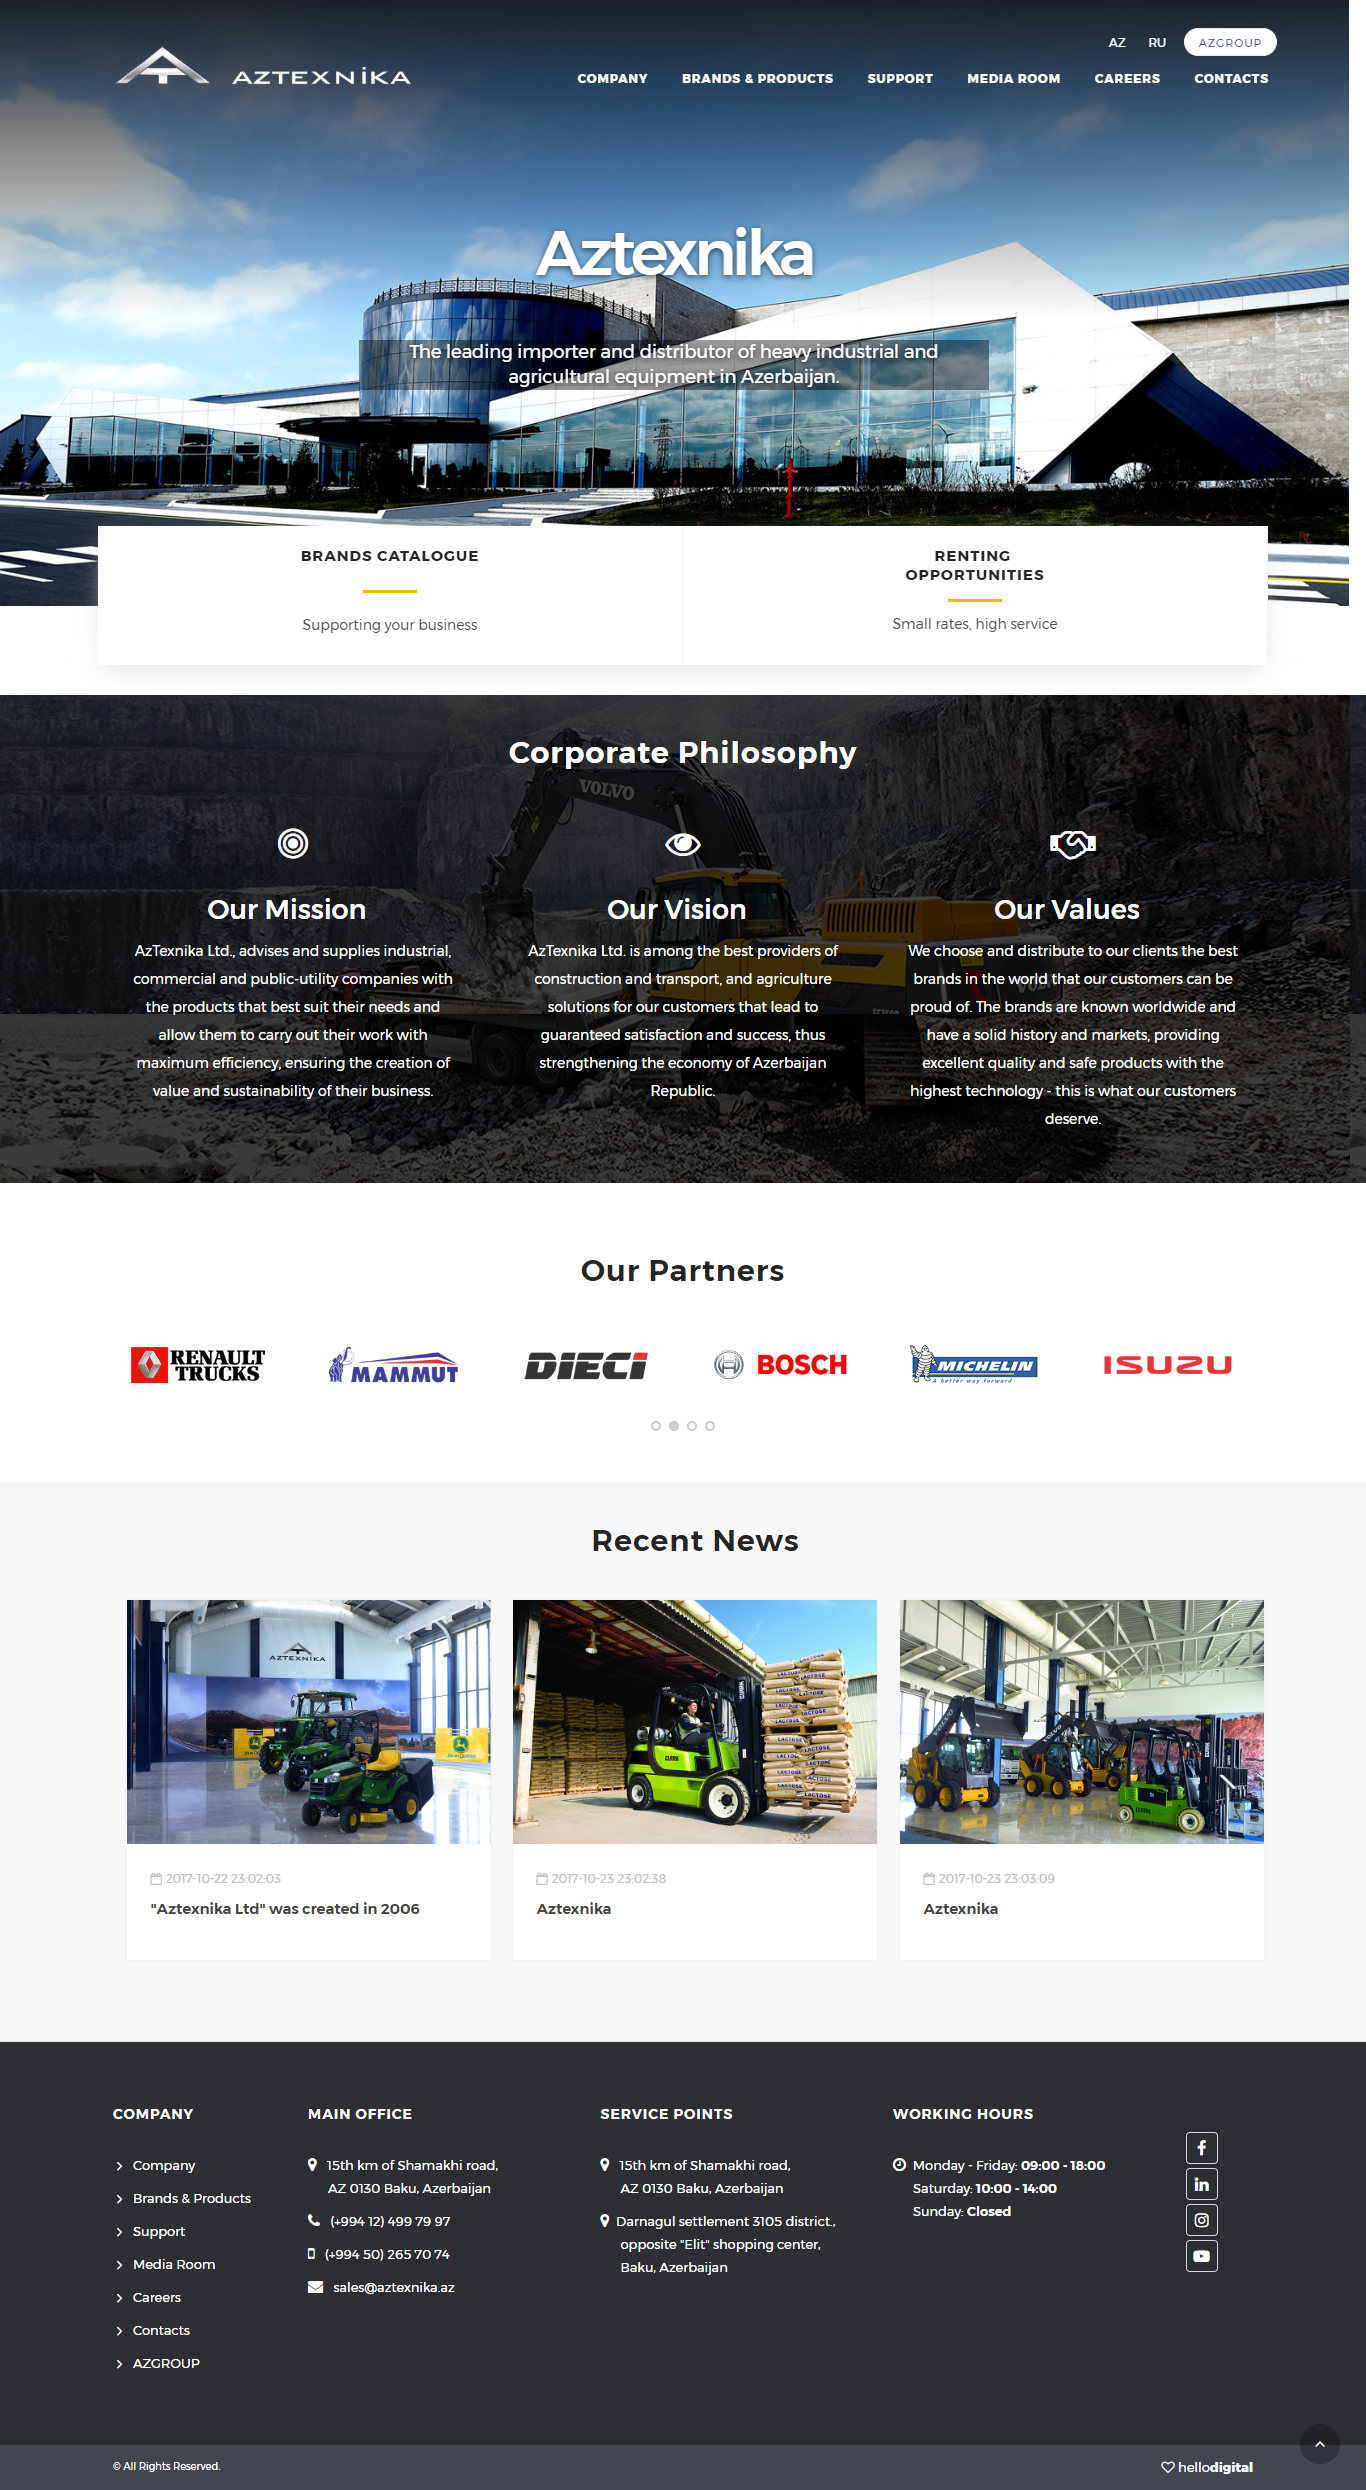 AZ RU AZGROUP
AZTEXNİKA
COMPANY BRANDS & PRODUCTS SUPPORT MEDIA ROOM CAREERS CONTACTS
Aztexnika
The leading importer and distributor of heavy industrial and
agricultural equipment in Azerbaijan.
BRANDS CATALOGUE
Supporting your business
RENTING
OPPORTUNITIES
Small rates, high service
Corporate Philosophy
VOLVO
Our Mission
AzTexnika Ltd., advises and supplies industrial,
commercial and public-utility companies with
the products that best suit their needs and
allow them to carry out their work with
maximum efficiency, ensuring the creation of
value and sustainability of their business.
Our Vision
AzTexnika Ltd. is among the best providers of
construction and transport, and agriculture
solutions for our customers that lead to
guaranteed satisfaction and success, thus
strengthening the economy of Azerbaijan
Republic.
Our Values
We choose and distribute to our clients the best
brands in the world that our customers can be
proud of. The brands are known worldwide and
have a solid history and markets, providing
excellent quality and safe products with the
highest technology - this is what our customers
deserve.
Our Partners
RENAULT
TRUCKS
MAMMUT
DIECI
BOSCH
MICHELIN
A better way forward
ISUZU
Recent News
AZTEXNIKA
JOHN DEERE
LACTOSE
LACTOSE
LACTOSE
CLARK
VOLVO
CLARK
2017-10-22 23:02:03
"Aztexnika Ltd" was created in 2006
2017-10-23 23:02:38
Aztexnika
2017-10-23 23:03:09
Aztexnika
COMPANY
Company
Brands & Products
Support
Media Room
Careers
Contacts
AZGROUP
MAIN OFFICE
15th km of Shamakhi road,
AZ 0130 Baku, Azerbaijan
(+994 12) 499 79 97
(+994 50) 265 70 74
sales@aztexnika.az
SERVICE POINTS
15th km of Shamakhi road,
AZ 0130 Baku, Azerbaijan
Darnagul settlement 3105 district.,
opposite "Elit" shopping center,
Baku, Azerbaijan
WORKING HOURS
Monday - Friday: 09:00 - 18:00
Saturday: 10:00 - 14:00
Sunday: Closed
© All Rights Reserved.
hellodigital